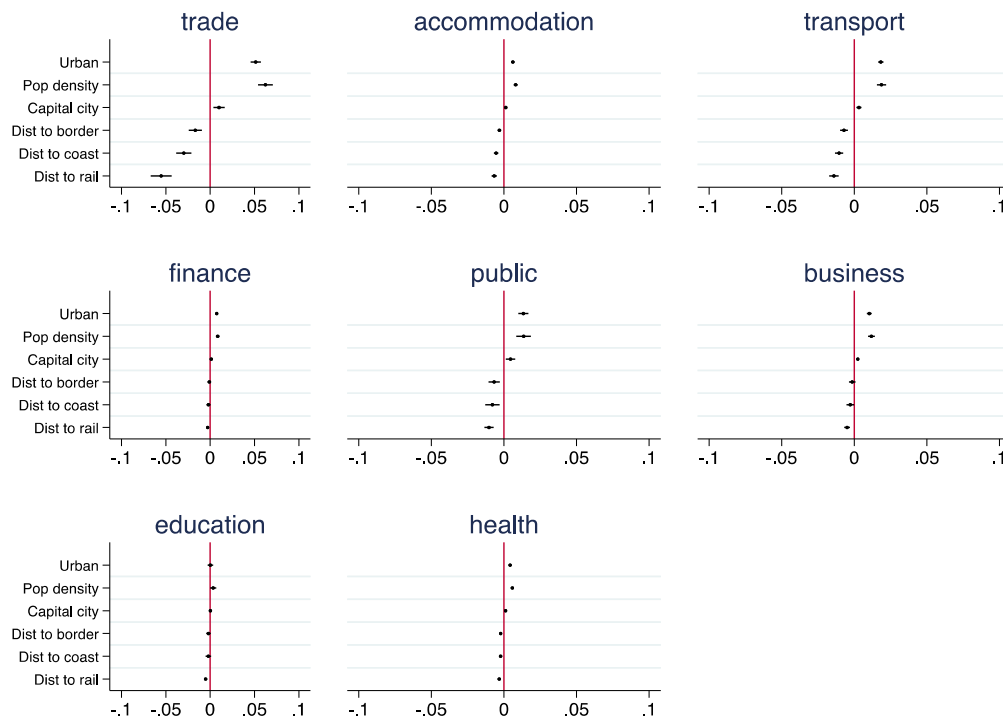 trade
accommodation
transport
Urban
Pop density
Capital city
Dist to border
Dist to coast
Dist to rail
-.1 -.05 0 .05 .1
-.1 -.05 0 .05 .1
-.1 -.05 0 .05 .1
finance
public
business
Urban
Pop density
Capital city
Dist to border
Dist to coast
Dist to rail
-.1 -.05 0 .05 .1
-.1 -.05 0 .05 .1
-.1 -.05 0 .05 .1
education
health
Urban
Pop density
Capital city
Dist to border
Dist to coast
Dist to rail
-.1 -.05 0 .05 .1
-.1 -.05 0 .05 .1